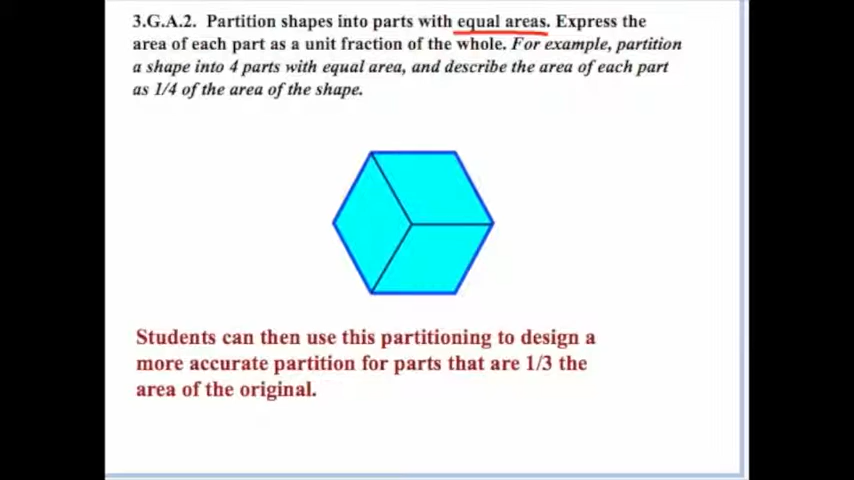 3.G.A.2. Partition shapes into parts with equal areas. Express the
area of each part as a unit fraction of the whole. For example, partition
a shape into 4 parts with equal area, and describe the area of each part
as 1/4 of the area of the shape.
Students can then use this partitioning to design a
more accurate partition for parts that are 1/3 the
area of the original.